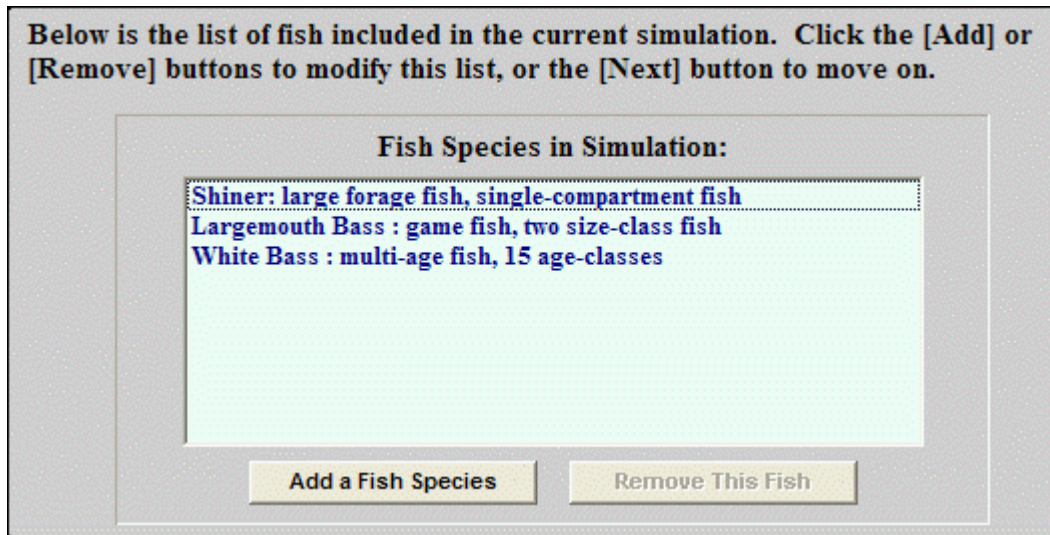 Below is the list of fish included in the current simulation.  Click the [Add] or
[Remove] buttons to modify this list, or the [Next] button to move on.
Fish Species in Simulation:
Shiner: large forage fish, single-compartment fish
Largemouth Bass : game fish, two size-class fish
White Bass : multi-age fish, 15 age-classes
Add a Fish Species
Remove This Fish